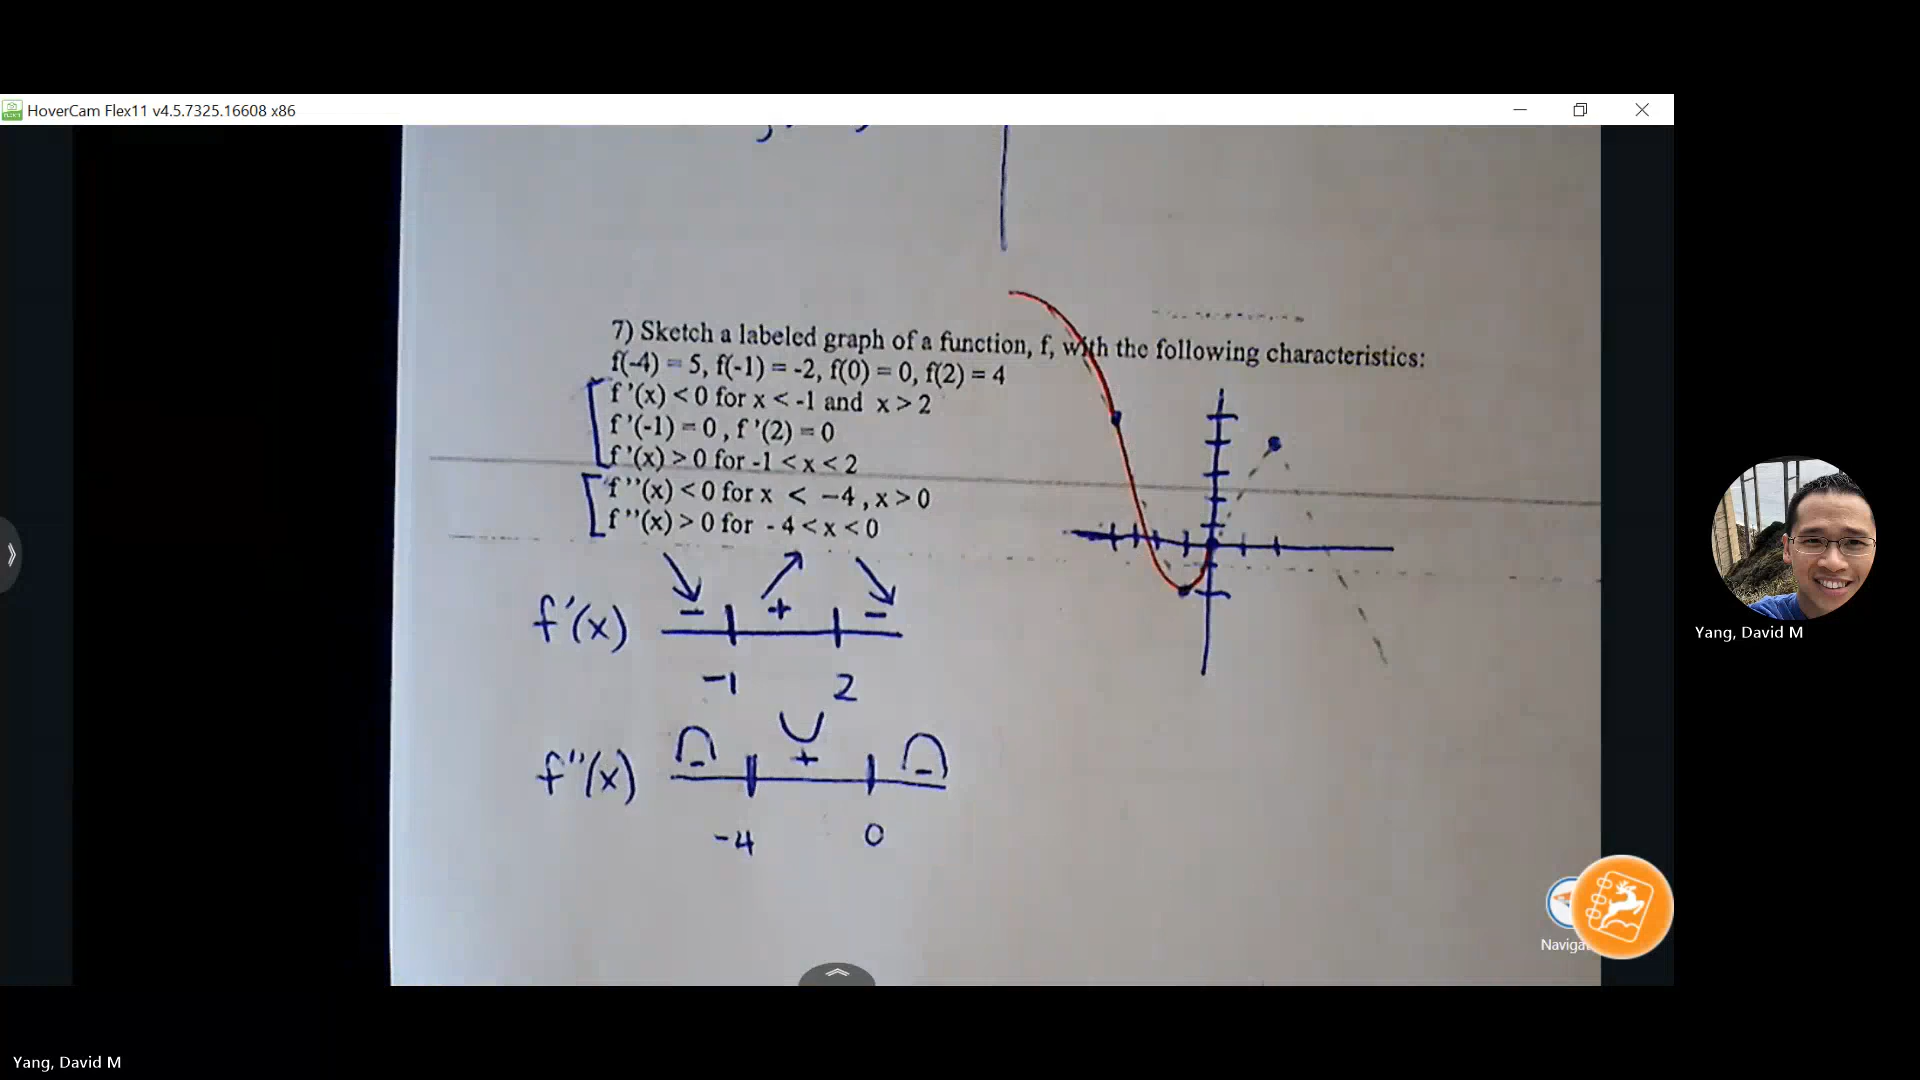 HoverCam Flex11 v4.5.7325.16608 x86
7) Sketch a labeled graph of a function, f, with the following characteristics:
f(-4) = 5, f(-1) = -2, f(0) = 0, f(2) = 4
f '(x) < 0 for x < -1 and x > 2
f '(-1) = 0 , f '(2) = 0
f '(x) > 0 for -1 < x < 2
f ''(x) < 0 for x < −4 , x > 0
f ''(x) > 0 for - 4 < x < 0
f'(x) - + -
-1 2
f"(x) - + -
-4 0
Yang, David M
Yang, David M